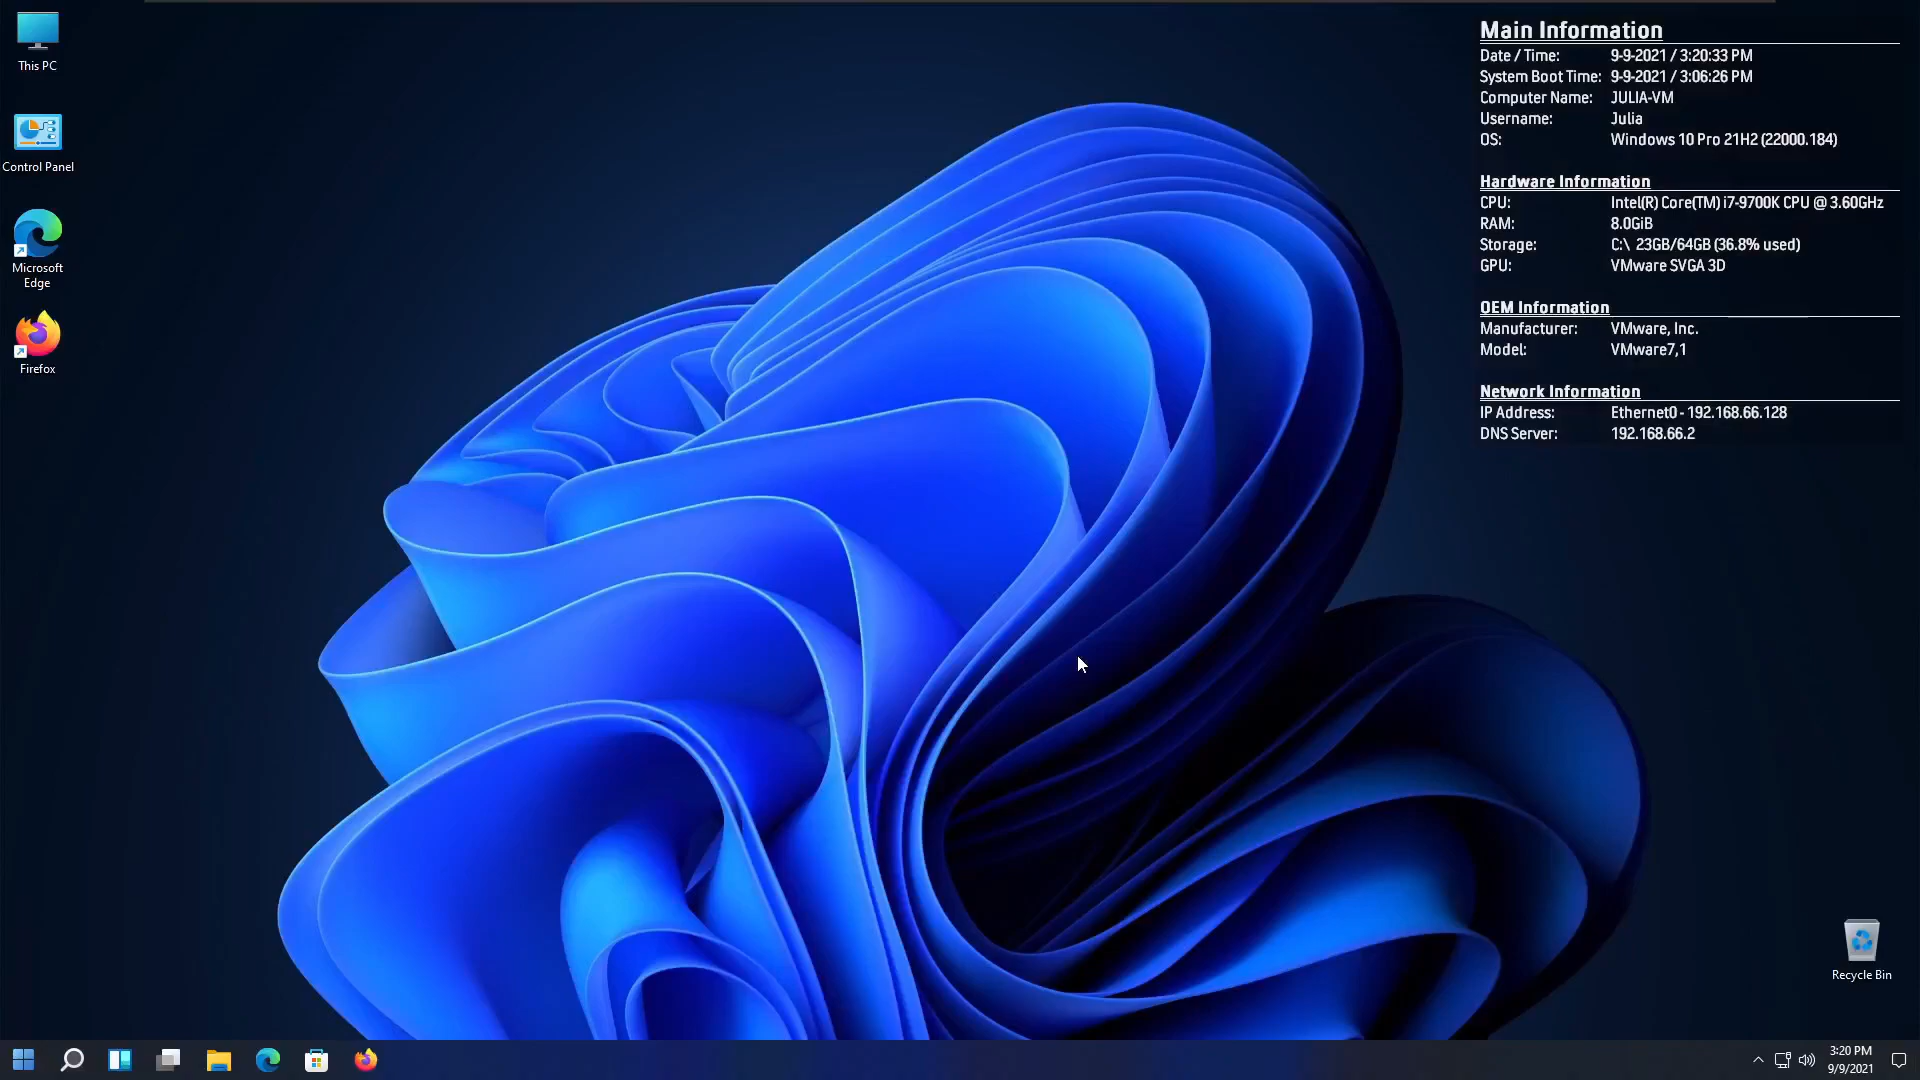 This PC
Control Panel
Microsoft
Edge
Firefox
Main Information
Date / Time: 9-9-2021 / 3:20:33 PM
System Boot Time: 9-9-2021 / 3:06:26 PM
Computer Name: JULIA-VM
Username: Julia
OS: Windows 10 Pro 21H2 (22000.184)
Hardware Information
CPU: Intel(R) Core(TM) i7-9700K CPU @ 3.60GHz
RAM: 8.0GiB
Storage: C:\ 23GB/64GB (36.8% used)
GPU: VMware SVGA 3D
OEM Information
Manufacturer: VMware, Inc.
Model: VMware7,1
Network Information
IP Address: Ethernet0 - 192.168.66.128
DNS Server: 192.168.66.2
Recycle Bin
3:20 PM
9/9/2021